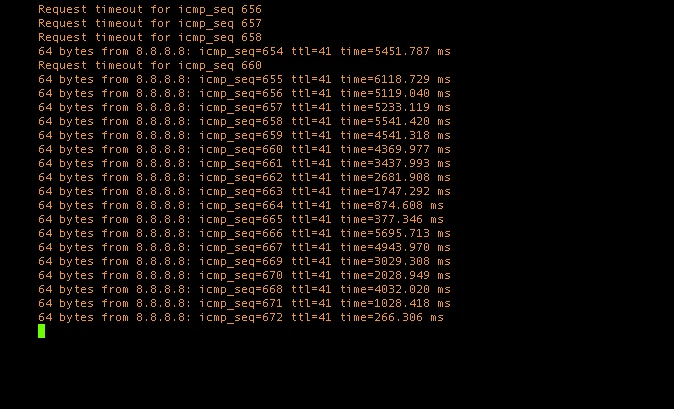 Request timeout for icmp_seq 656
Request timeout for icmp_seq 657
Request timeout for icmp_seq 658
64 bytes from 8.8.8.8: icmp_seq=654 ttl=41 time=5451.787 ms
Request timeout for icmp_seq 660
64 bytes from 8.8.8.8: icmp_seq=655 ttl=41 time=6118.729 ms
64 bytes from 8.8.8.8: icmp_seq=656 ttl=41 time=5119.040 ms
64 bytes from 8.8.8.8: icmp_seq=657 ttl=41 time=5233.119 ms
64 bytes from 8.8.8.8: icmp_seq=658 ttl=41 time=5541.420 ms
64 bytes from 8.8.8.8: icmp_seq=659 ttl=41 time=4541.318 ms
64 bytes from 8.8.8.8: icmp_seq=660 ttl=41 time=4369.977 ms
64 bytes from 8.8.8.8: icmp_seq=661 ttl=41 time=3437.993 ms
64 bytes from 8.8.8.8: icmp_seq=662 ttl=41 time=2681.908 ms
64 bytes from 8.8.8.8: icmp_seq=663 ttl=41 time=1747.292 ms
64 bytes from 8.8.8.8: icmp_seq=664 ttl=41 time=874.608 ms
64 bytes from 8.8.8.8: icmp_seq=665 ttl=41 time=377.346 ms
64 bytes from 8.8.8.8: icmp_seq=666 ttl=41 time=5695.713 ms
64 bytes from 8.8.8.8: icmp_seq=667 ttl=41 time=4943.970 ms
64 bytes from 8.8.8.8: icmp_seq=669 ttl=41 time=3029.308 ms
64 bytes from 8.8.8.8: icmp_seq=670 ttl=41 time=2028.949 ms
64 bytes from 8.8.8.8: icmp_seq=668 ttl=41 time=4032.020 ms
64 bytes from 8.8.8.8: icmp_seq=671 ttl=41 time=1028.418 ms
64 bytes from 8.8.8.8: icmp_seq=672 ttl=41 time=266.306 ms